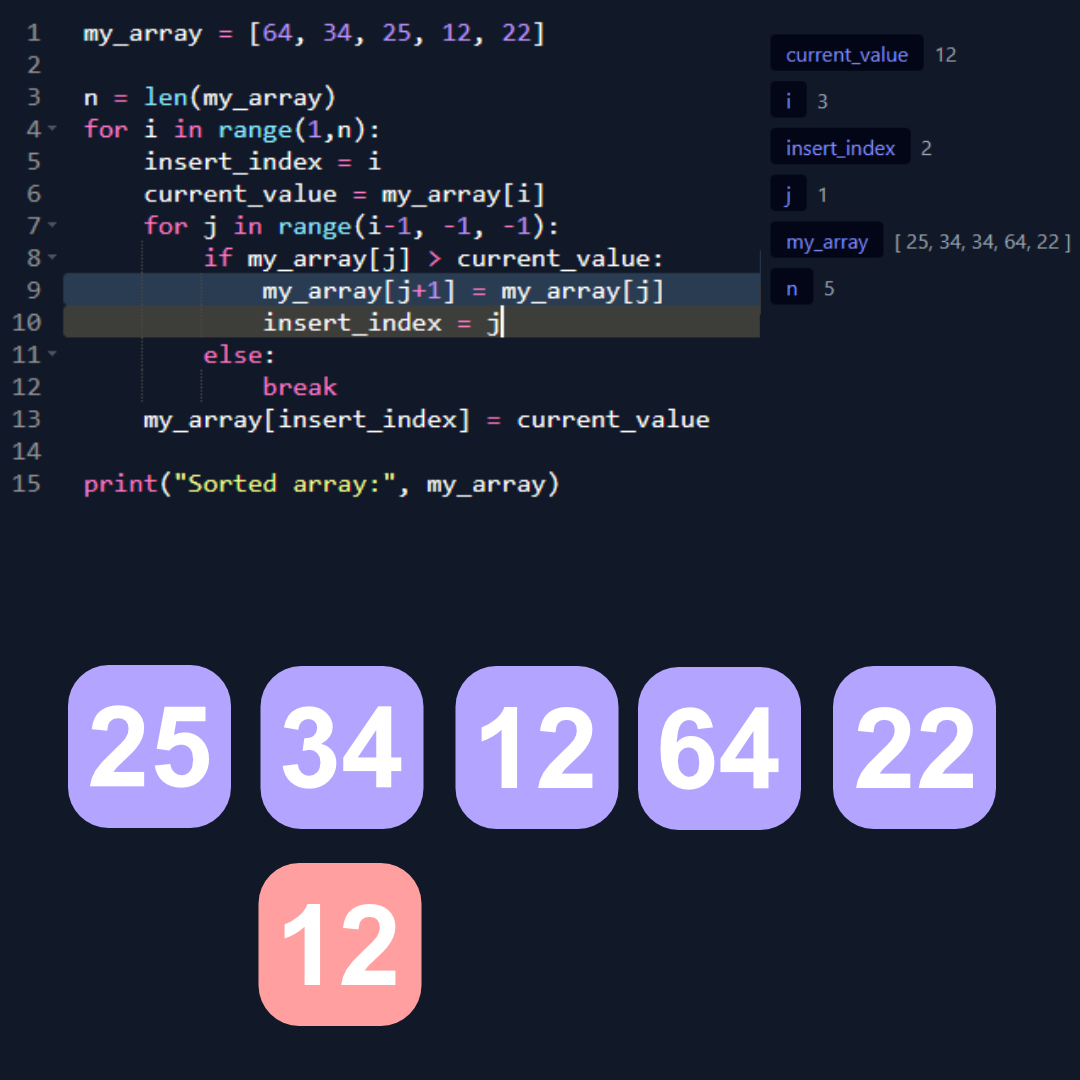 1 my_array = [64, 34, 25, 12, 22]
2
3 n = len(my_array)
4 for i in range(1,n):
5     insert_index = i
6     current_value = my_array[i]
7     for j in range(i-1, -1, -1):
8         if my_array[j] > current_value:
9             my_array[j+1] = my_array[j]
10             insert_index = j
11         else:
12             break
13     my_array[insert_index] = current_value
14
15 print("Sorted array:", my_array)
current_value 12
i 3
insert_index 2
j 1
my_array [ 25, 34, 34, 64, 22 ]
n 5
25 34 12 64 22
12